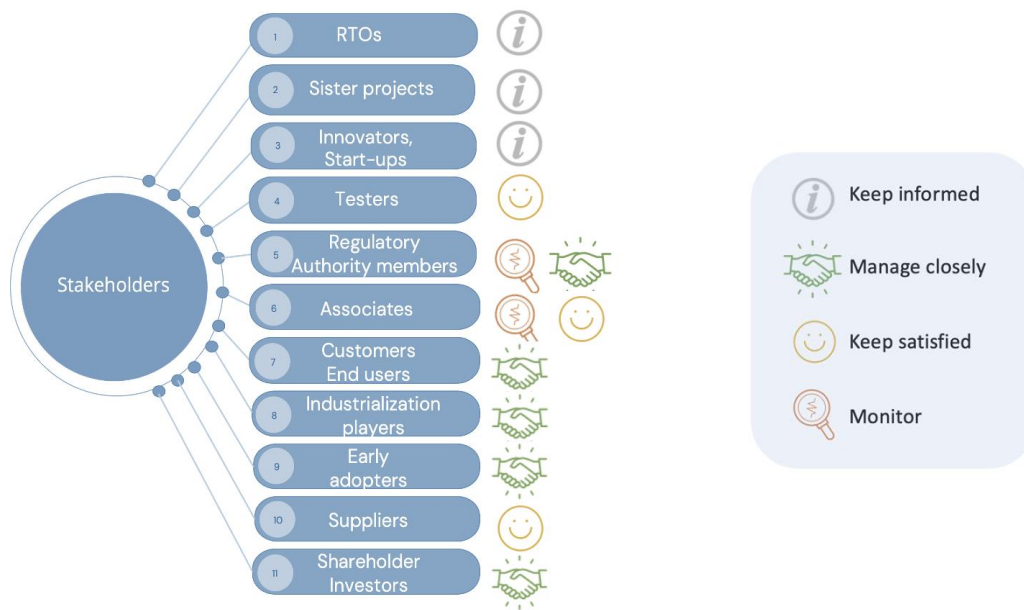 Stakeholders
1
RTOs
2
Sister projects
3
Innovators,
Start-ups
4
Testers
5
Regulatory
Authority members
6
Associates
7
Customers
End users
8
Industrialization
players
9
Early
adopters
10
Suppliers
11
Shareholder
Investors
Keep informed
Manage closely
Keep satisfied
Monitor